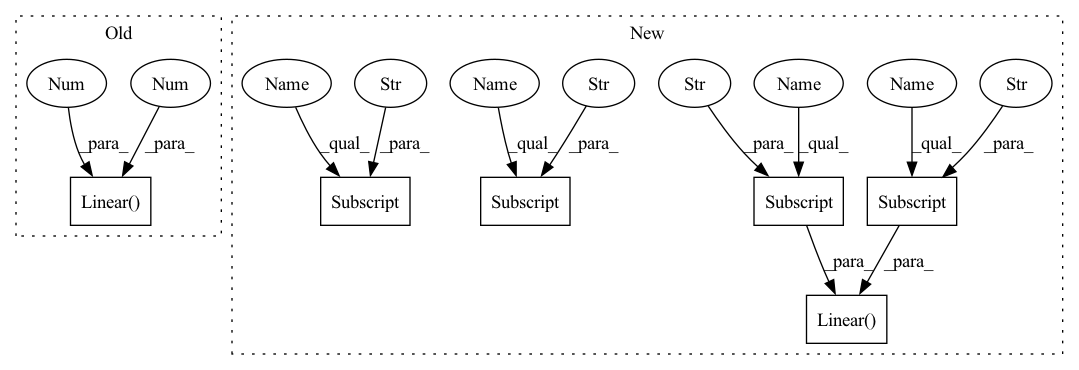 Old
New
Num
Num
Name
Str
Name
Str
Str
Name
Name
Str
_para_
_para_
_qual_
_para_
_qual_
_para_
_para_
_qual_
_qual_
_para_
Linear()
Subscript
Subscript
Subscript
Subscript
_para_
_para_
Linear()